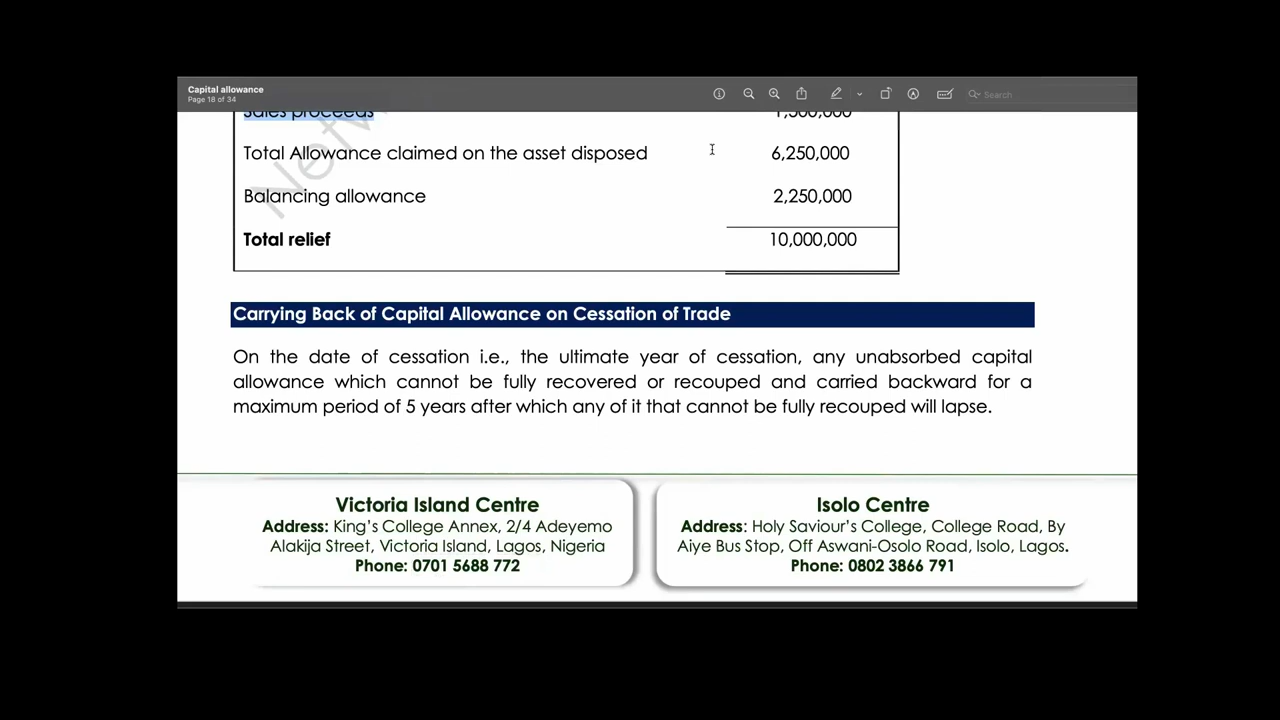 Capital allowance
Page 18 of 34
Search
Sales proceeds 1,500,000
Total Allowance claimed on the asset disposed 6,250,000
Balancing allowance 2,250,000
Total relief 10,000,000
Carrying Back of Capital Allowance on Cessation of Trade
On the date of cessation i.e., the ultimate year of cessation, any unabsorbed capital
allowance which cannot be fully recovered or recouped and carried backward for a
maximum period of 5 years after which any of it that cannot be fully recouped will lapse.
Victoria Island Centre
Address: King's College Annex, 2/4 Adeyemo
Alakija Street, Victoria Island, Lagos, Nigeria
Phone: 0701 5688 772
Isolo Centre
Address: Holy Saviour's College, College Road, By
Aiye Bus Stop, Off Aswani-Osolo Road, Isolo, Lagos.
Phone: 0802 3866 791